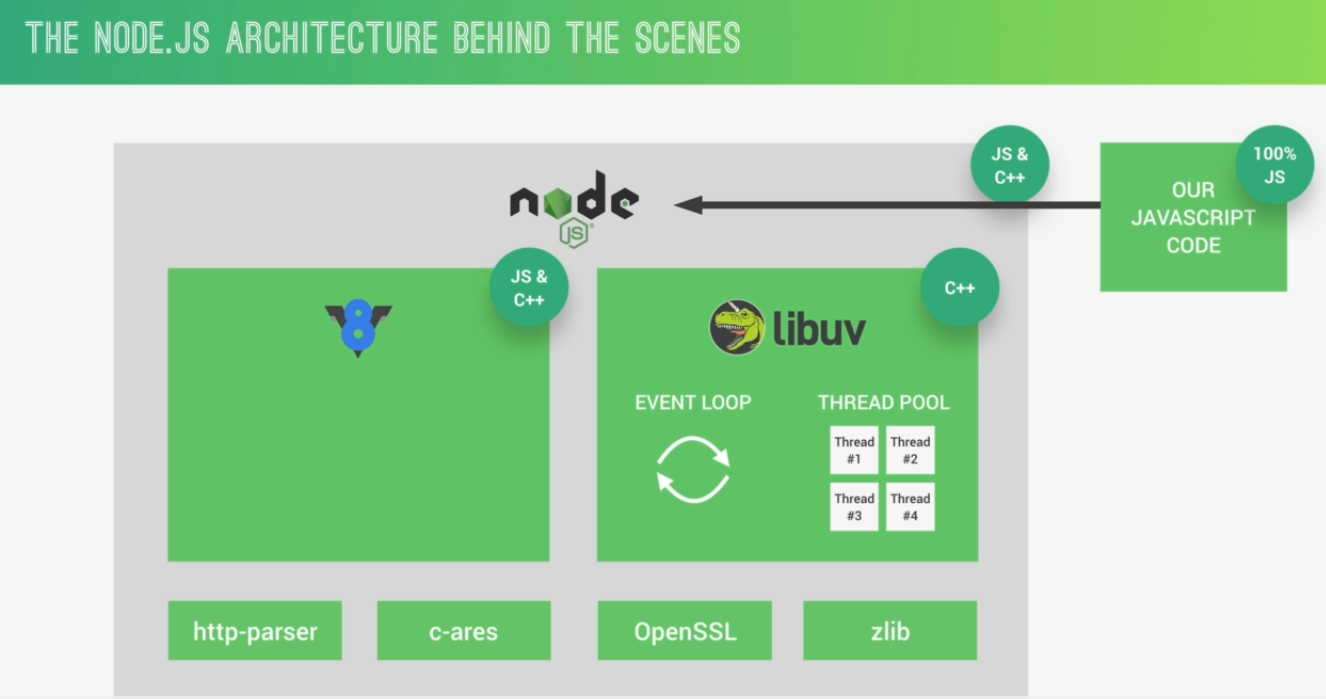 THE NODE.JS ARCHITECTURE BEHIND THE SCENES
node
JS
®
JS &
C++
100%
JS
OUR
JAVASCRIPT
CODE
V8
JS &
C++
libuv
C++
EVENT LOOP
THREAD POOL
Thread
#1
Thread
#2
Thread
#3
Thread
#4
http-parser
c-ares
OpenSSL
zlib